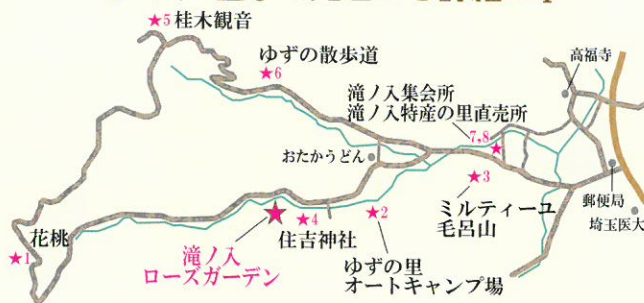 ★5 桂木観音
ゆずの散歩道
★6
高福寺
滝ノ入集会所
滝ノ入特産の里直売所
7,8
★
おたかうどん
★3
ミルティーユ
毛呂山
郵便局
埼玉医大
★
★4
住吉神社
★2
ゆずの里
オートキャンプ場
花桃
★1
滝ノ入
ローズガーデン